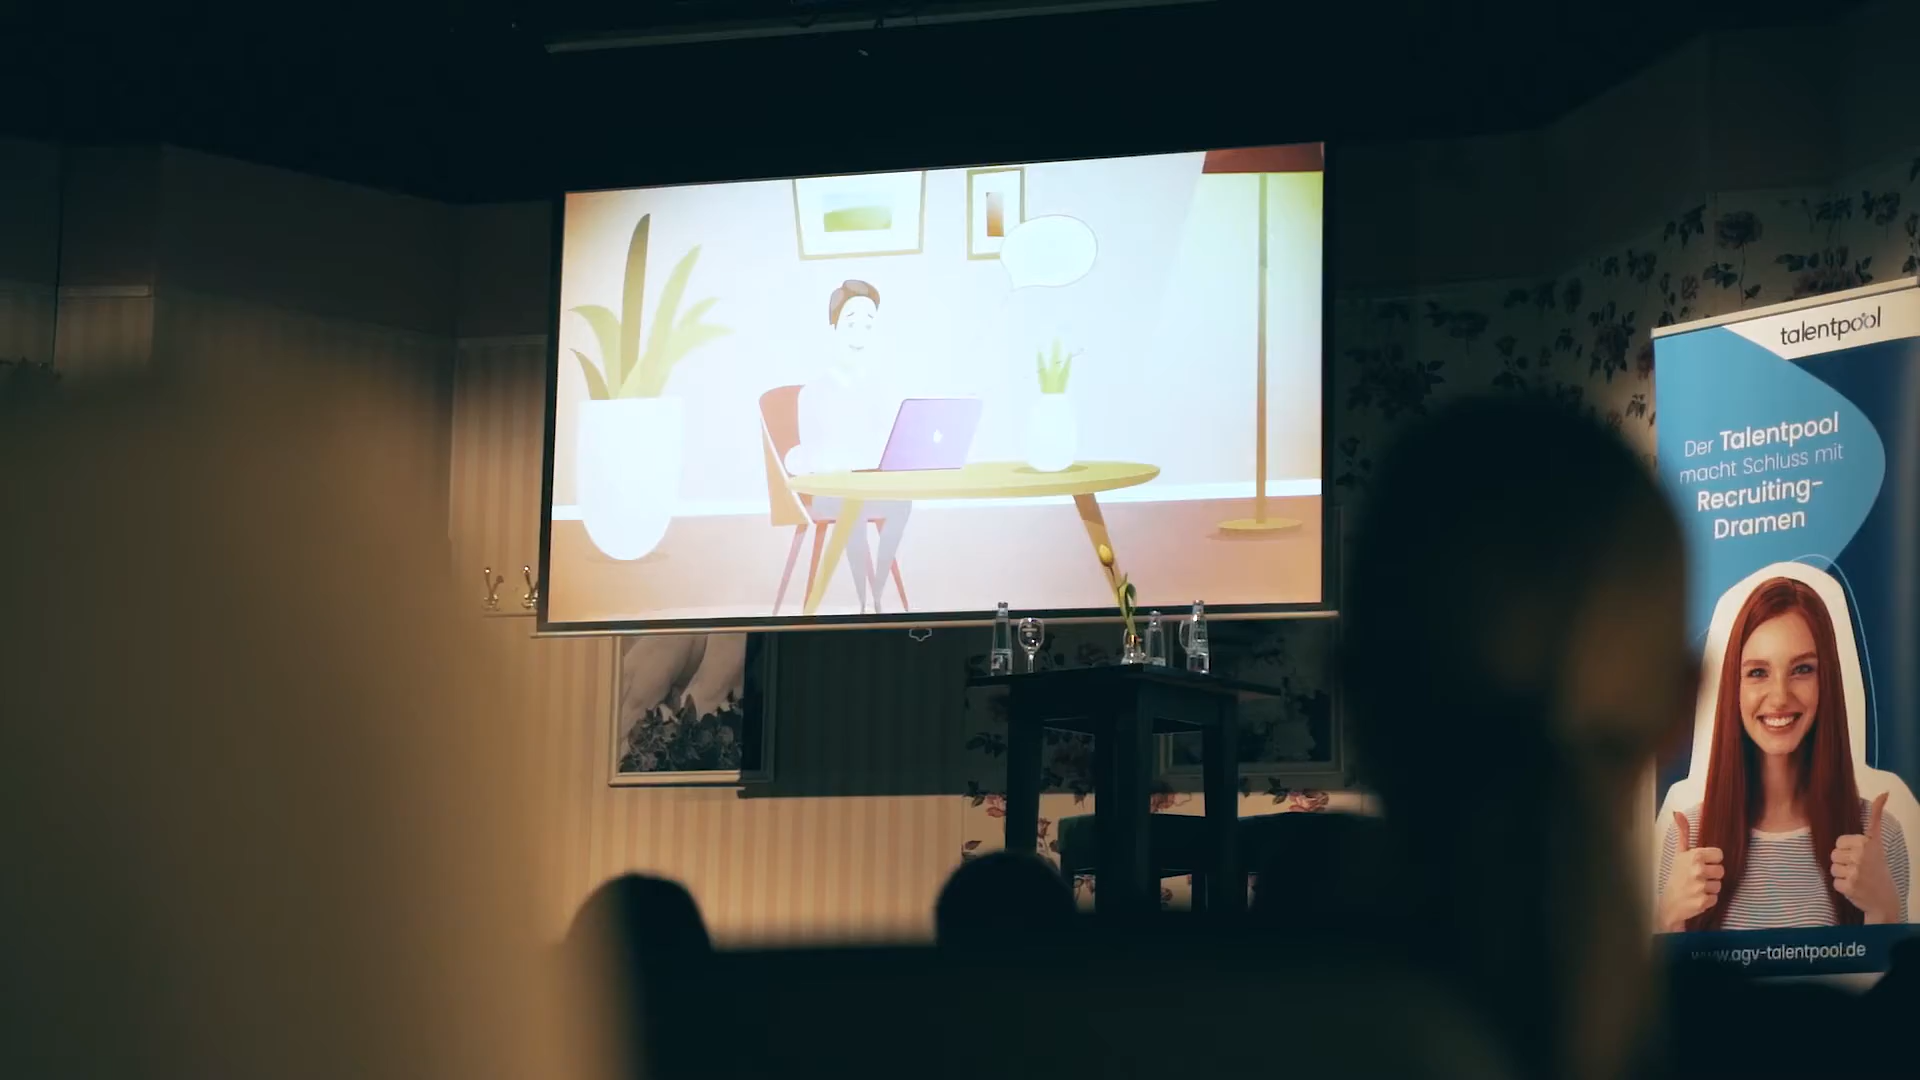 talentpool
Der Talentpool
macht Schluss mit
Recruiting-
Dramen
www.agv-talentpool.de